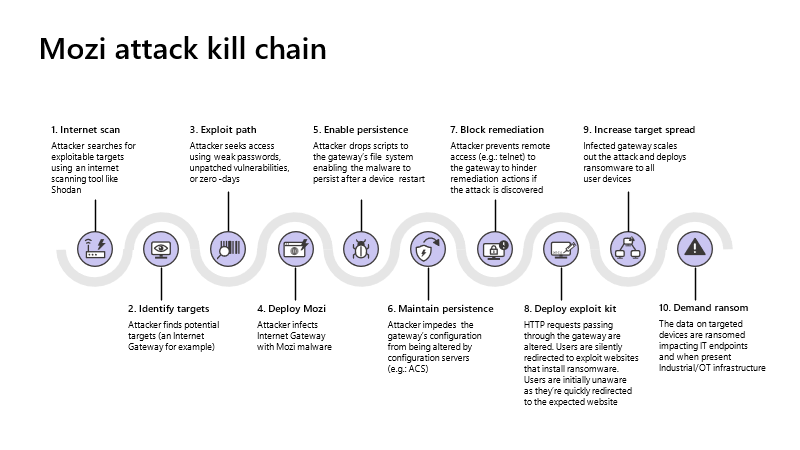 Mozi attack kill chain
1. Internet scan
Attacker searches for
exploitable targets
using an internet
scanning tool like
Shodan
2. Identify targets
Attacker finds potential
targets (an Internet
Gateway for example)
3. Exploit path
Attacker seeks access
using weak passwords,
unpatched vulnerabilities,
or zero -days
4. Deploy Mozi
Attacker infects
Internet Gateway
with Mozi malware
5. Enable persistence
Attacker drops scripts to
the gateway's file system
enabling the malware to
persist after a device restart
6. Maintain persistence
Attacker impedes the
gateway's configuration
from being altered by
configuration servers
(e.g.: ACS)
7. Block remediation
Attacker prevents remote
access (e.g.: telnet) to
the gateway to hinder
remediation actions if
the attack is discovered
8. Deploy exploit kit
HTTP requests passing
through the gateway are
altered. Users are silently
redirected to exploit websites
that install ransomware.
Users are initially unaware
as they're quickly redirected
to the expected website
9. Increase target spread
Infected gateway scales
out the attack and deploys
ransomware to all
user devices
10. Demand ransom
The data on targeted
devices are ransomed
impacting IT endpoints
and when present
Industrial/OT infrastructure